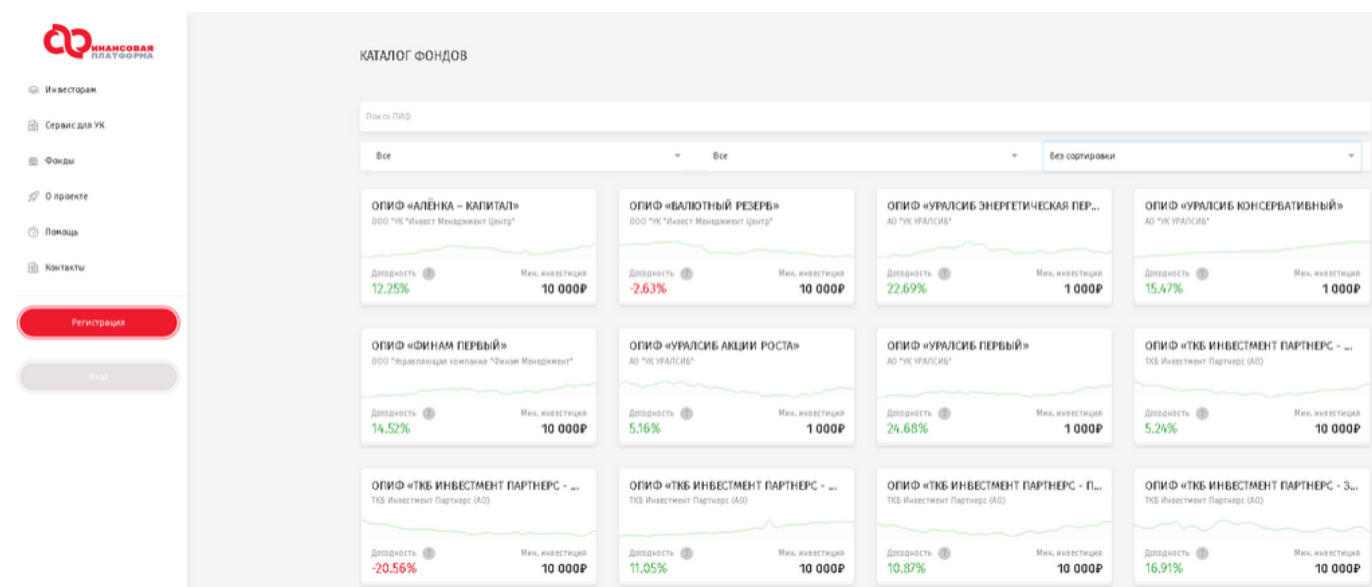 ФИНАНСОВАЯ
ПЛАТФОРМА
Инвесторам
Сервис для УК
Фонды
О проекте
Помощь
Контакты
Регистрация
Вход
КАТАЛОГ ФОНДОВ
Поиск ПИФ
Все Все Без сортировки
ОПИФ «АЛЁНКА – КАПИТАЛ»
ООО "УК "Инвест Менеджмент Центр"
Доходность ? Мин. инвестиция
12.25% 10 000₽
ОПИФ «ВАЛЮТНЫЙ РЕЗЕРВ»
ООО "УК "Инвест Менеджмент Центр"
Доходность ? Мин. инвестиция
-2.63% 10 000₽
ОПИФ «УРАЛСИБ ЭНЕРГЕТИЧЕСКАЯ ПЕР...
АО "УК УРАЛСИБ"
Доходность ? Мин. инвестиция
22.69% 1 000₽
ОПИФ «УРАЛСИБ КОНСЕРВАТИВНЫЙ»
АО "УК УРАЛСИБ"
Доходность ? Мин. инвестиция
15.47% 1 000₽
ОПИФ «ФИНАМ ПЕРВЫЙ»
ООО "Управляющая компания "Финам Менеджмент"
Доходность ? Мин. инвестиция
14.52% 10 000₽
ОПИФ «УРАЛСИБ АКЦИИ РОСТА»
АО "УК УРАЛСИБ"
Доходность ? Мин. инвестиция
5.16% 1 000₽
ОПИФ «УРАЛСИБ ПЕРВЫЙ»
АО "УК УРАЛСИБ"
Доходность ? Мин. инвестиция
24.68% 1 000₽
ОПИФ «ТКБ ИНВЕСТМЕНТ ПАРТНЕРС - ...
ТКБ Инвестмент Партнерс (АО)
Доходность ? Мин. инвестиция
5.24% 10 000₽
ОПИФ «ТКБ ИНВЕСТМЕНТ ПАРТНЕРС - ...
ТКБ Инвестмент Партнерс (АО)
Доходность ? Мин. инвестиция
-20.56% 10 000₽
ОПИФ «ТКБ ИНВЕСТМЕНТ ПАРТНЕРС - ...
ТКБ Инвестмент Партнерс (АО)
Доходность ? Мин. инвестиция
11.05% 10 000₽
ОПИФ «ТКБ ИНВЕСТМЕНТ ПАРТНЕРС - П...
ТКБ Инвестмент Партнерс (АО)
Доходность ? Мин. инвестиция
10.87% 10 000₽
ОПИФ «ТКБ ИНВЕСТМЕНТ ПАРТНЕРС - З...
ТКБ Инвестмент Партнерс (АО)
Доходность ? Мин. инвестиция
16.91% 10 000₽